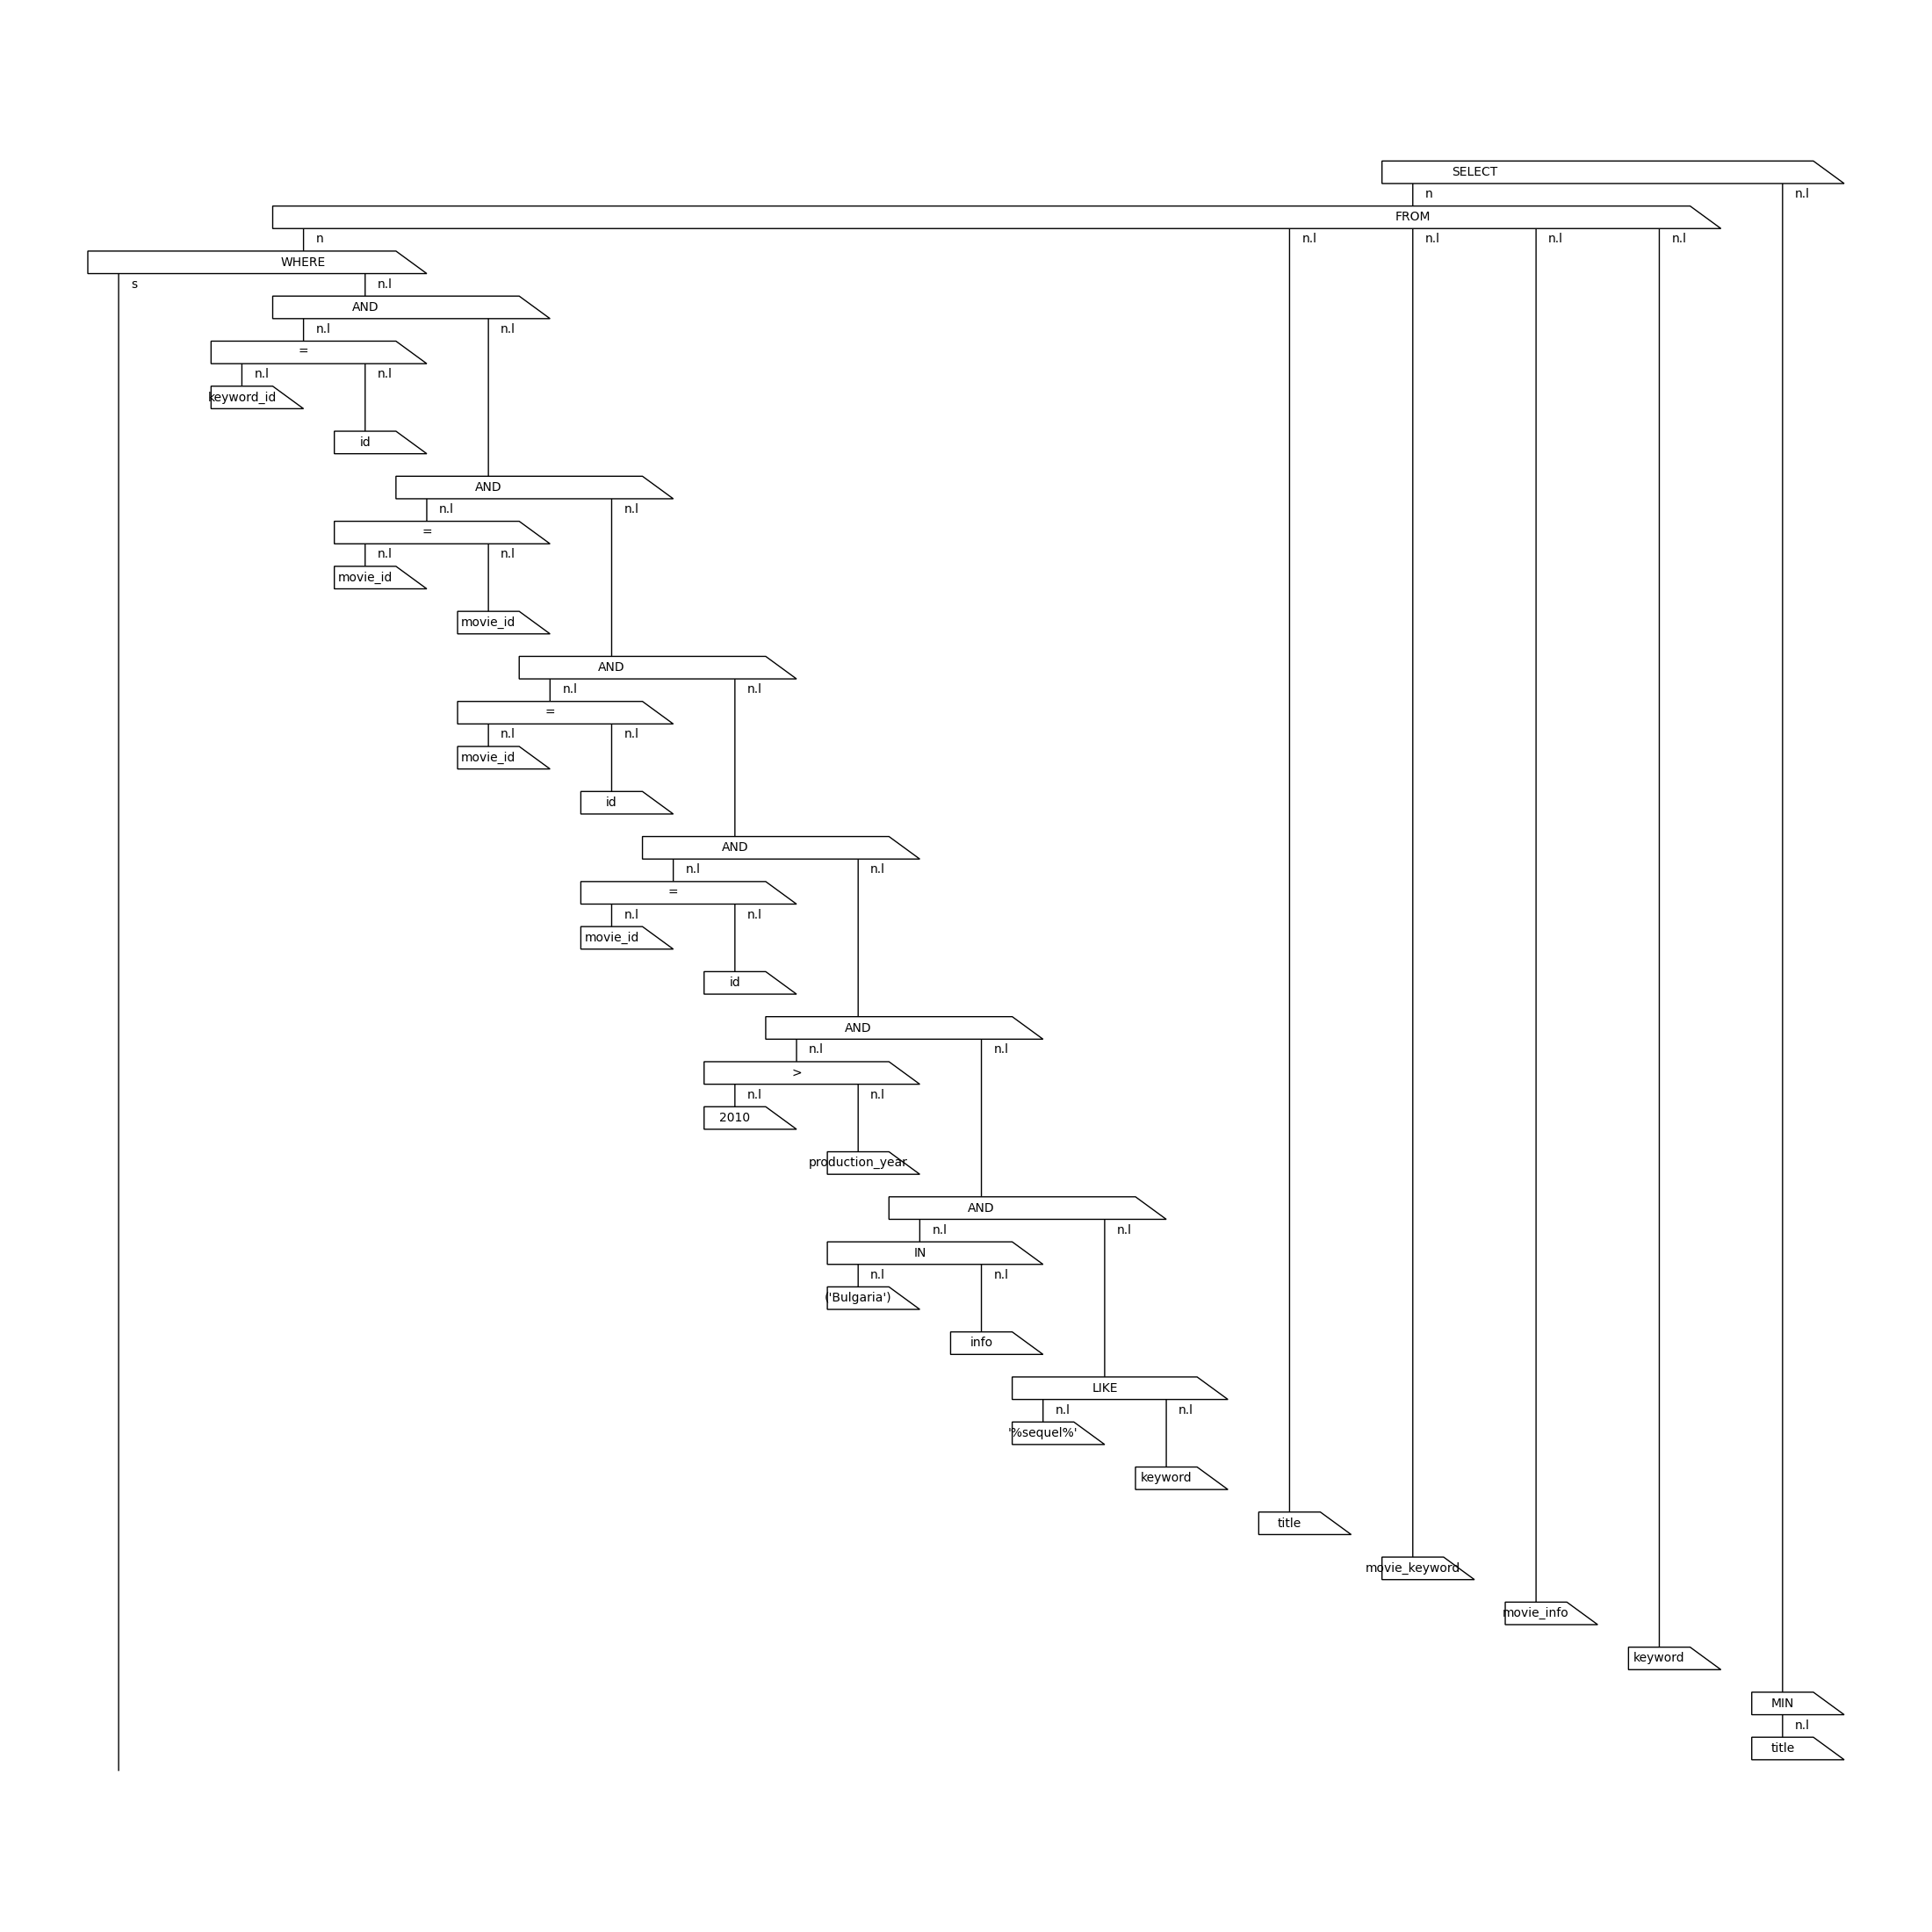 SELECT
n n.l
FROM
n n.l n.l n.l n.l
WHERE
s n.l
AND
n.l n.l
=
n.l n.l
keyword_id
id
AND
n.l n.l
=
n.l n.l
movie_id
movie_id
AND
n.l n.l
=
n.l n.l
movie_id
id
AND
n.l n.l
=
n.l n.l
movie_id
id
AND
n.l n.l
>
n.l n.l
2010
production_year
AND
n.l n.l
IN
n.l n.l
('Bulgaria')
info
LIKE
n.l n.l
'%sequel%'
keyword
title
movie_keyword
movie_info
keyword
MIN
n.l
title